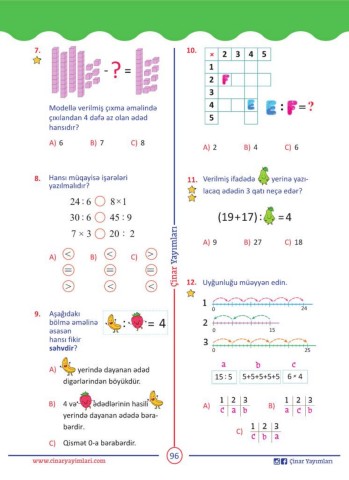 7.
- ? =
Modellə verilmiş çıxma əməlində
çıxılandan 4 dəfə az olan ədəd
hansıdır?
A) 6 B) 7 C) 8
8. Hansı müqayisə işarələri
yazılmalıdır?
24 : 6 8×1
30 : 6 45 : 9
7 × 3 20 : 2
A) < B) < C) >
= = =
> < <
9. Aşağıdakı
bölmə əməlinə
əsasən
hansı fikir
səhvdir?
: = 4
A) yerində dayanan ədəd
digərlərindən böyükdür.
B) 4 və ədədlərinin hasili
yerində dayanan ədədə bəra-
bərdir.
C) Qismət 0-a bərabərdir.
10.
× 2 3 4 5
1
2 F
3
4 E
5
E : F = ?
A) 2 B) 4 C) 6
11. Verilmiş ifadədə yerinə yazı-
lacaq ədədin 3 qatı neçə edər?
(19+17) : = 4
A) 9 B) 27 C) 18
12. Uyğunluğu müəyyən edin.
1
0 24
2
0 15
3
0 25
a b c
15 : 5 5+5+5+5+5 6 × 4
A) 1 2 3
c a b
B) 1 2 3
a b c
C) 1 2 3
c b a
Çinar Yayımları
www.cinaryayimlari.com
96
Çinar Yayımları